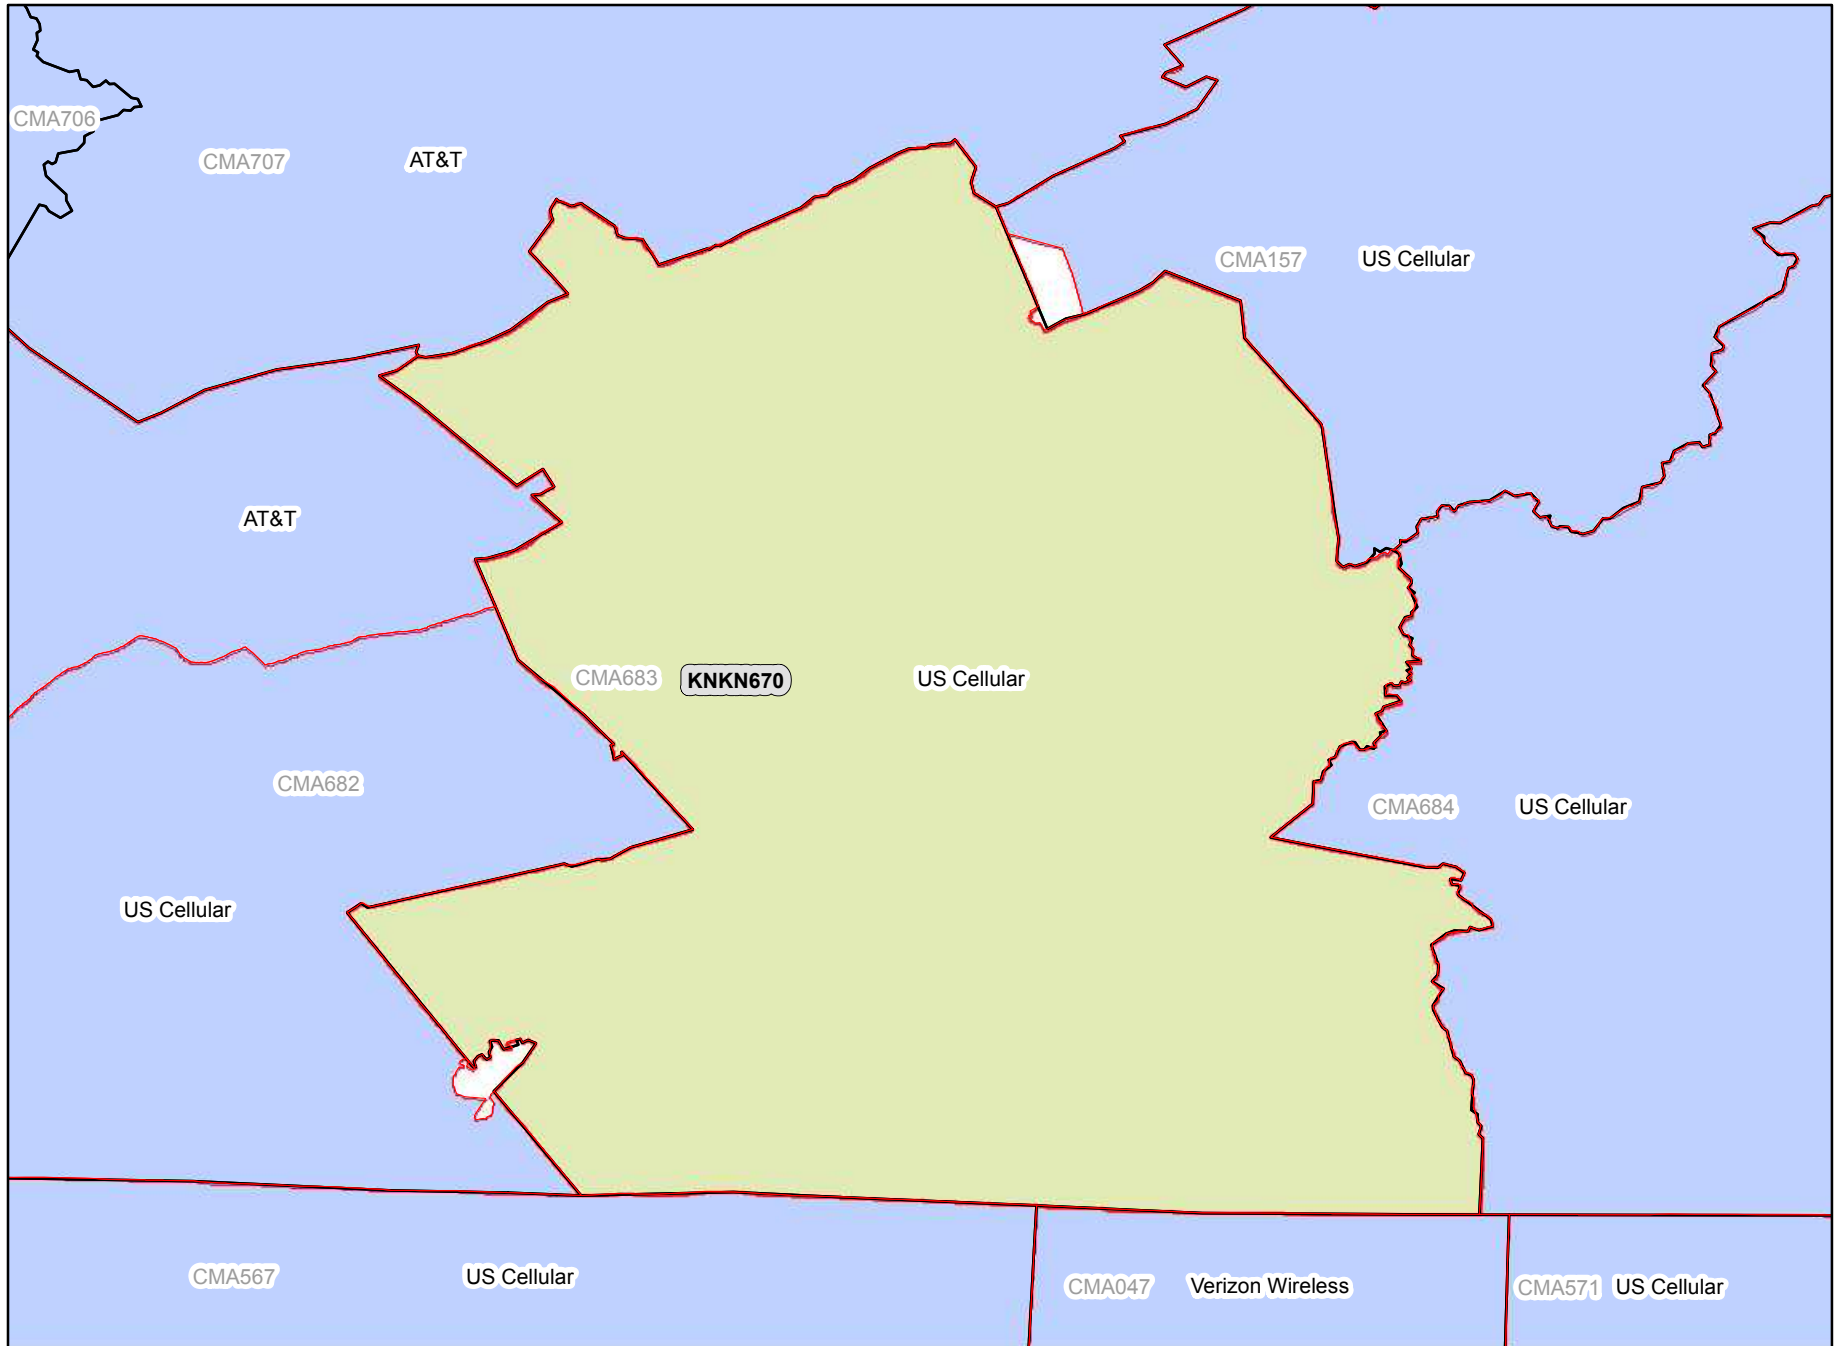 CMA706
CMA707
AT&T
CMA157
US Cellular
AT&T
CMA683
KNKN670
US Cellular
CMA682
CMA684
US Cellular
US Cellular
CMA567
US Cellular
CMA047
Verizon Wireless
CMA571
US Cellular